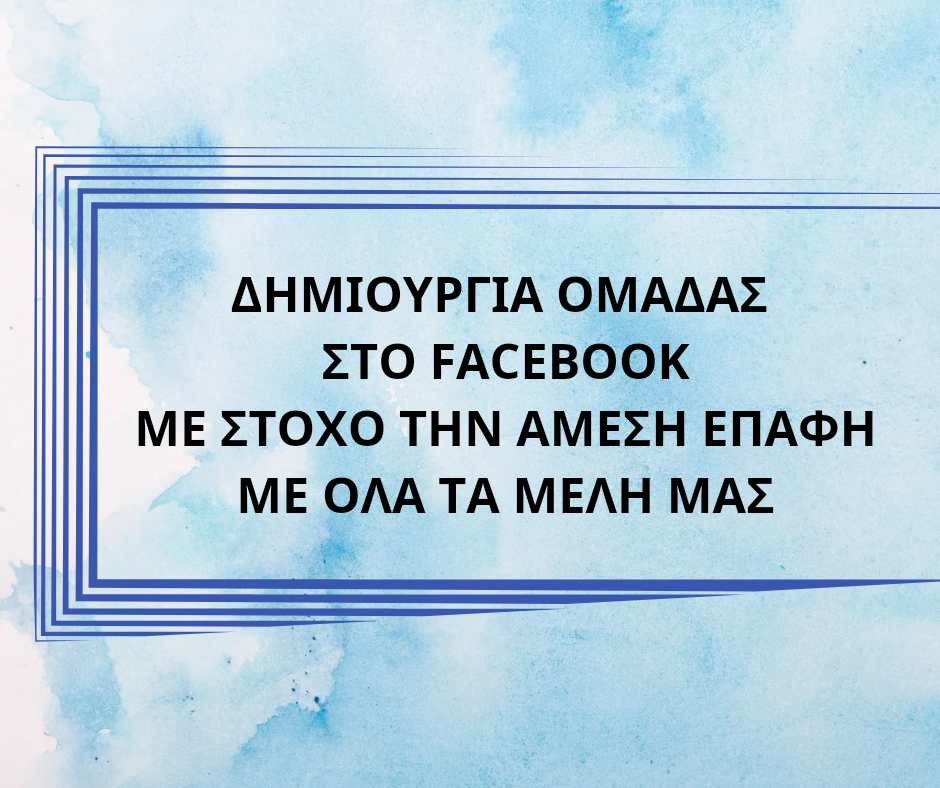 ΔΗΜΙΟΥΡΓΙΑ ΟΜΑΔΑΣ
ΣΤΟ FACEBOOK
ΜΕ ΣΤΟΧΟ ΤΗΝ ΑΜΕΣΗ ΕΠΑΦΗ
ΜΕ ΟΛΑ ΤΑ ΜΕΛΗ ΜΑΣ